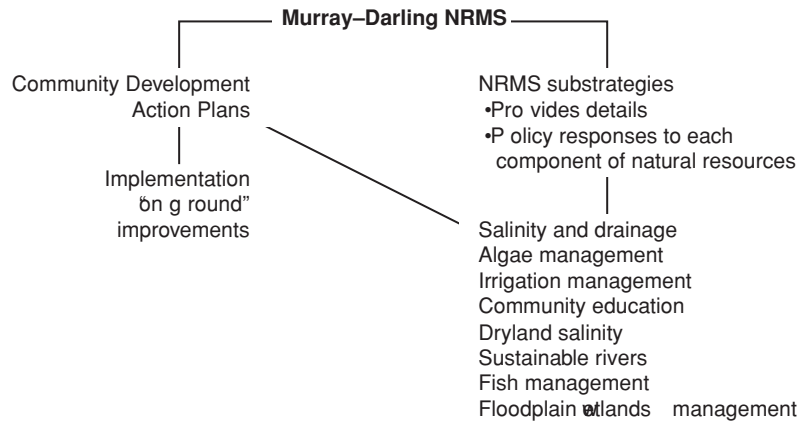 Murray–Darling NRMS
Community Development
Action Plans
Implementation
“on g round”
improvements
NRMS substrategies
•Pro vides details
•P olicy responses to each
component of natural resources
Salinity and drainage
Algae management
Irrigation management
Community education
Dryland salinity
Sustainable rivers
Fish management
Floodplain wetlands management